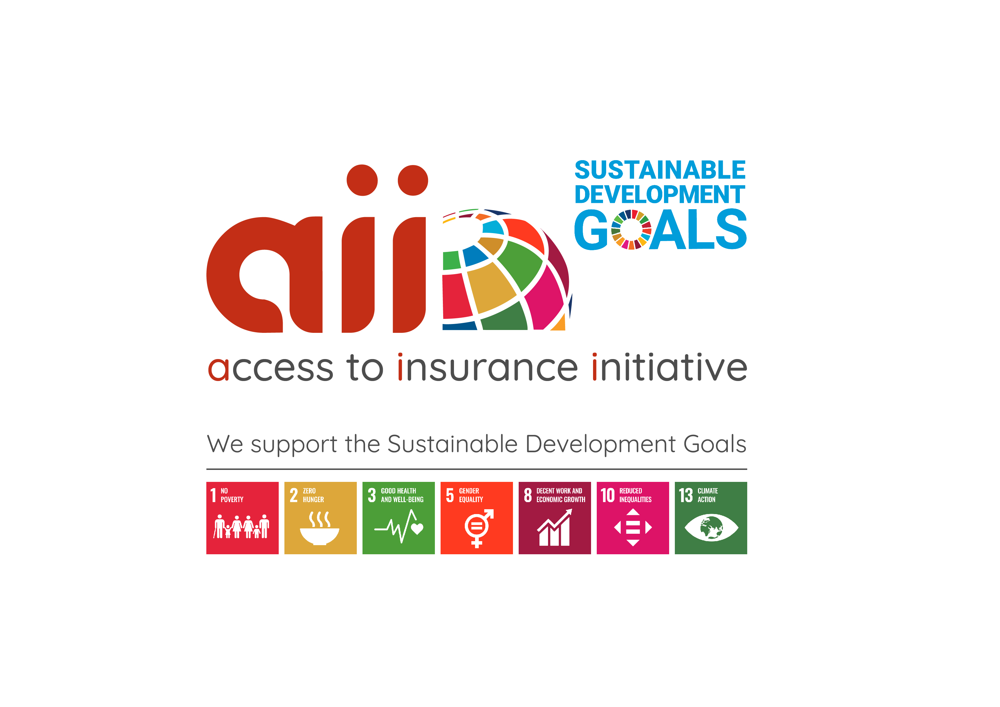 aii
SUSTAINABLE
DEVELOPMENT
GOALS
access to insurance initiative
We support the Sustainable Development Goals
1 NO
POVERTY
2 ZERO
HUNGER
3 GOOD HEALTH
AND WELL-BEING
5 GENDER
EQUALITY
8 DECENT WORK AND
ECONOMIC GROWTH
10 REDUCED
INEQUALITIES
13 CLIMATE
ACTION